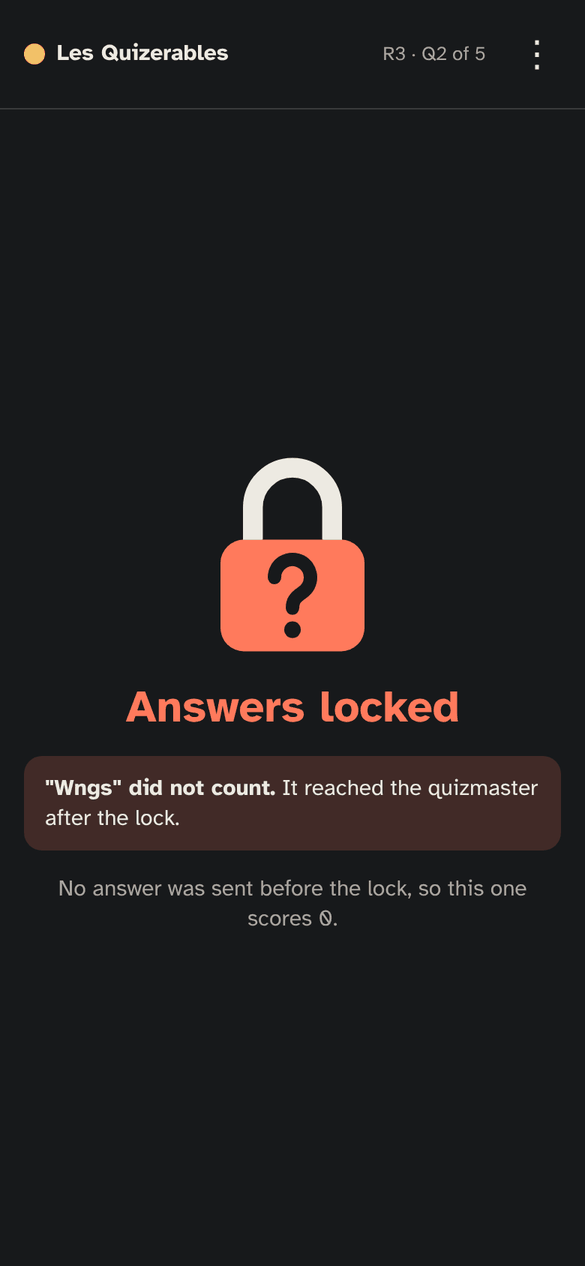 Les Quizerables
R3 · Q2 of 5
?
Answers locked
"Wngs" did not count. It reached the quizmaster
after the lock.
No answer was sent before the lock, so this one
scores 0.